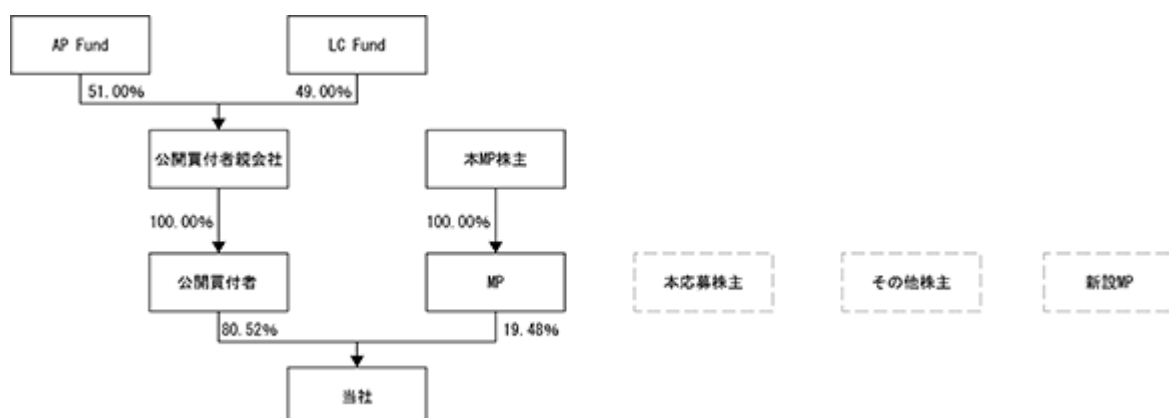 AP Fund
LC Fund
51.00%
49.00%
公開買付者親会社
本MP株主
100.00%
100.00%
公開買付者
MP
本応募株主
その他株主
新設MP
80.52%
19.48%
当社